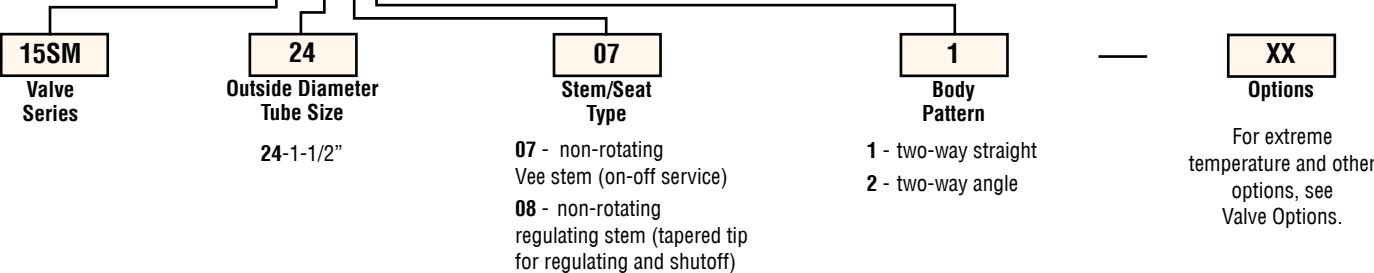 15SM
Valve
Series
24
Outside Diameter
Tube Size
24-1-1/2”
07
Stem/Seat
Type
07 - non-rotating
Vee stem (on-off service)
08 - non-rotating
regulating stem (tapered tip
for regulating and shutoff)
1
Body
Pattern
1 - two-way straight
2 - two-way angle
—
XX
Options
For extreme
temperature and other
options, see
Valve Options.